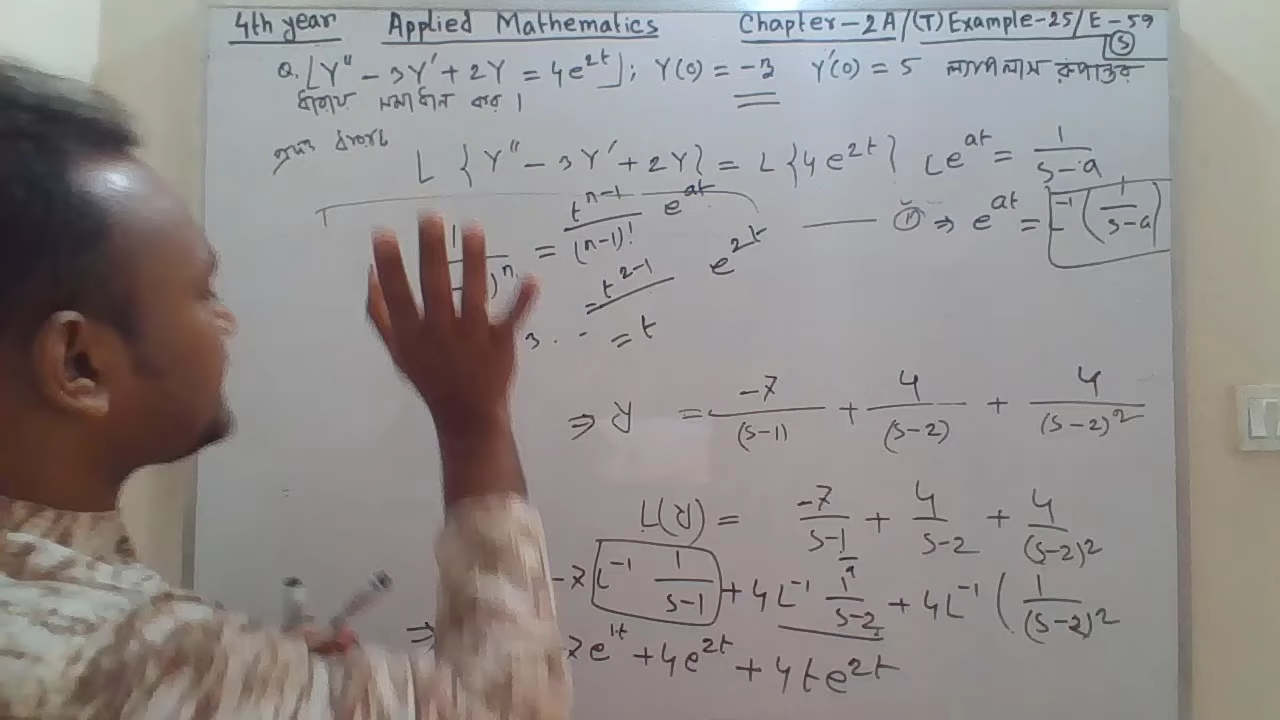 4th year Applied Mathematics Chapter-2A/(T)Example-25/E-59
(5)
Q. [Y" - 3Y' + 2Y = 4e^{2t}]; Y(0) = -3 Y'(0) = 5 লাপলাস রূপান্তর
সমাধান কর।
L {Y" - 3Y' + 2Y} = L{4e^{2t}} L e^{at} = 1/(s-a)
⇒ e^{at} = L^{-1}(1/(s-a))
= t^{n-1}/(n-1)! e^{at}
= t^{2-1} e^{2t}
= t
⇒ = -7/(s-1) + 4/(s-2) + 4/(s-2)^2
= -7/(s-1) + 4/(s-2) + 4/(s-2)^2
-7 L^{-1} 1/(s-1) + 4L^{-1} 1/(s-2) + 4L^{-1} (1/(s-2)^2
⇒ 7e^{1t} + 4e^{2t} + 4te^{2t}